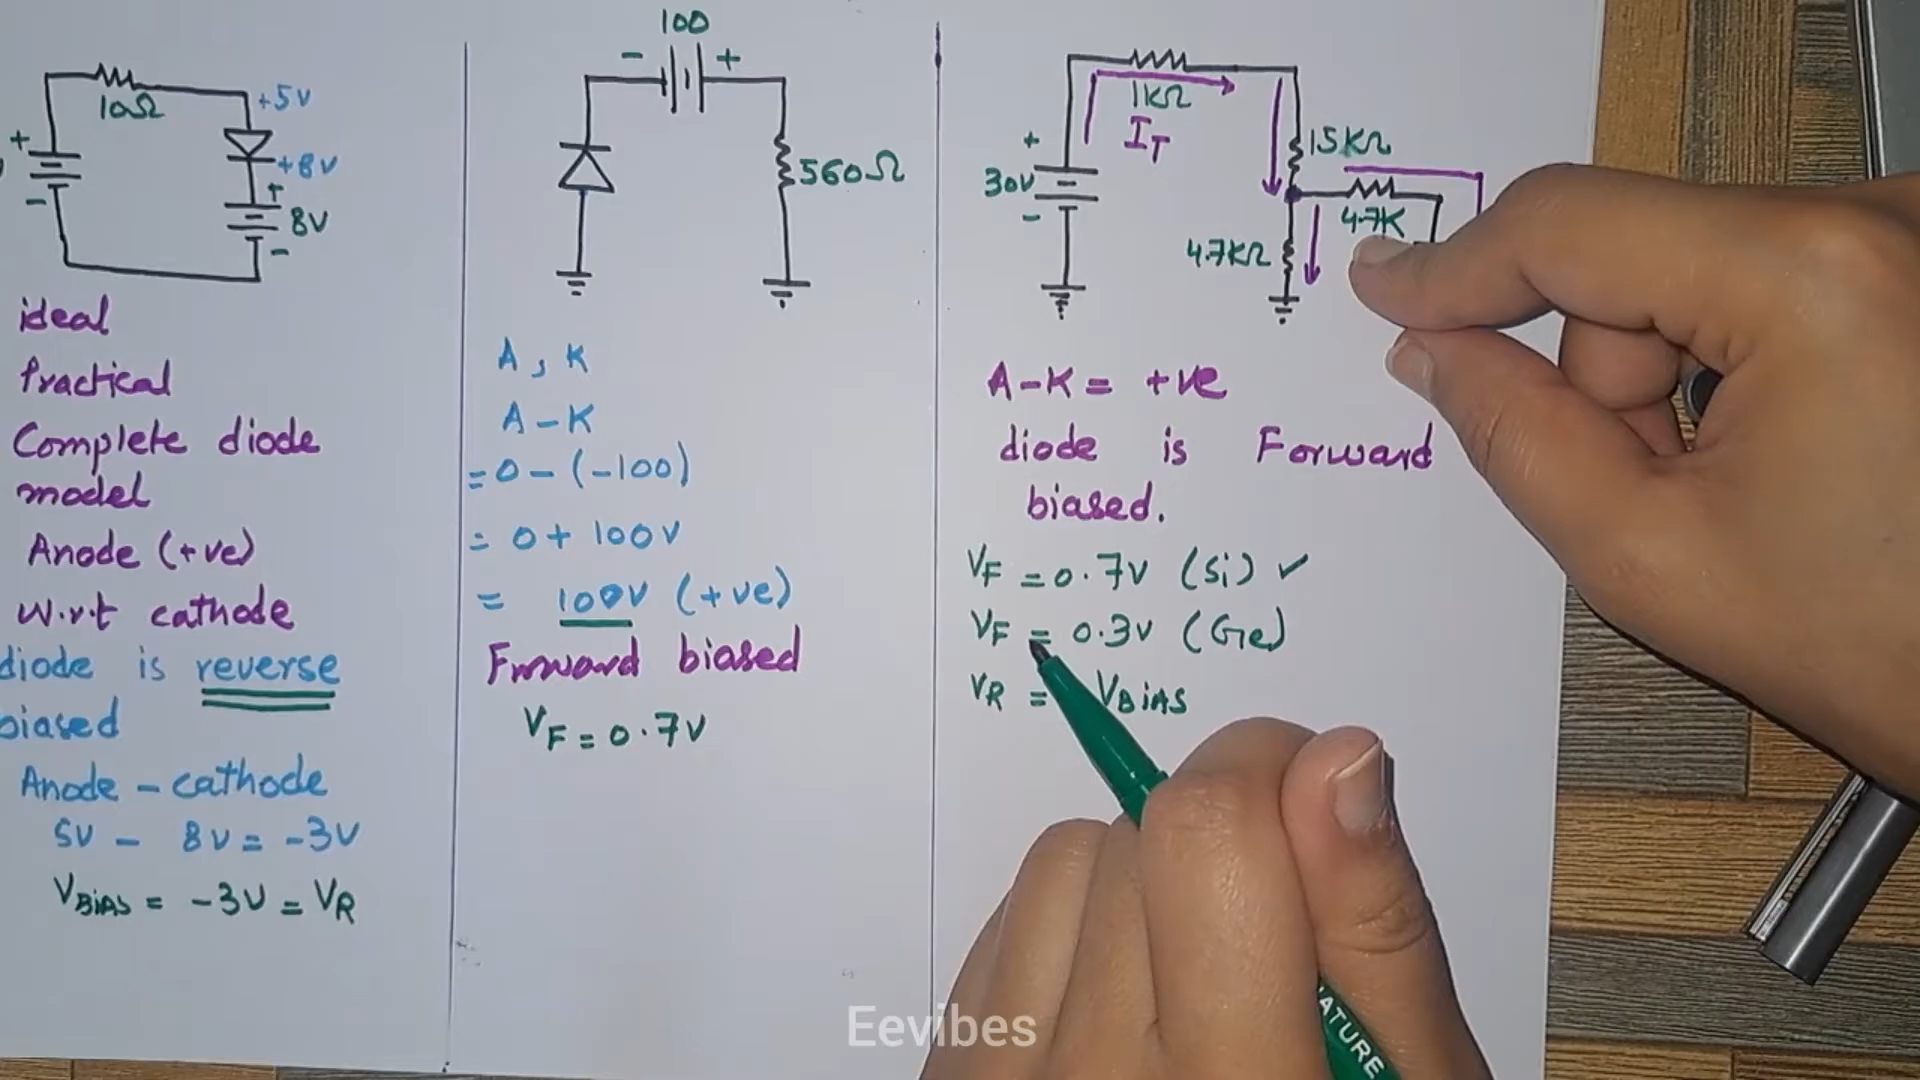 10Ω
+5V
+8V
+
-
+
8V
-
ideal
Practical
Complete diode
model
Anode (+ve)
w.r.t cathode
diode is reverse
biased
Anode - cathode
5V - 8V = -3V
VBiAS = -3V = VR
100
- +
560Ω
A, K
A - K
= 0 - (-100)
= 0 + 100V
= 100V (+ve)
Forward biased
VF = 0.7V
1KΩ
IT
+
30V
-
15KΩ
4.7K
4.7KΩ
A - K = +ve
diode is Forward
biased.
VF = 0.7V (Si) ✓
VF = 0.3V (Ge)
VR = VBiAS
Eevibes
ATURE